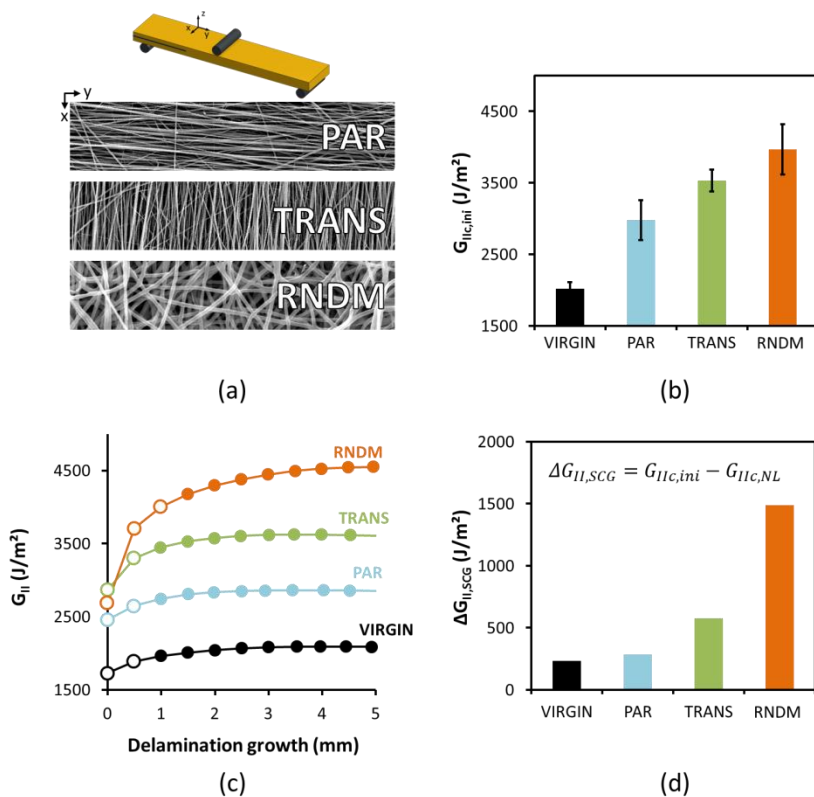 z
x
y
y
x
PAR
TRANS
RNDM
(a)
G_IIc,ini (J/m²)
4500
3500
2500
1500
VIRGIN PAR TRANS RNDM
(b)
G_II (J/m²)
4500
3500
2500
1500
RNDM
TRANS
PAR
VIRGIN
0 1 2 3 4 5
Delamination growth (mm)
(c)
ΔG_II,SCG (J/m²)
2000
1500
1000
500
0
ΔG_II,SCG = G_IIc,ini − G_IIc,NL
VIRGIN PAR TRANS RNDM
(d)